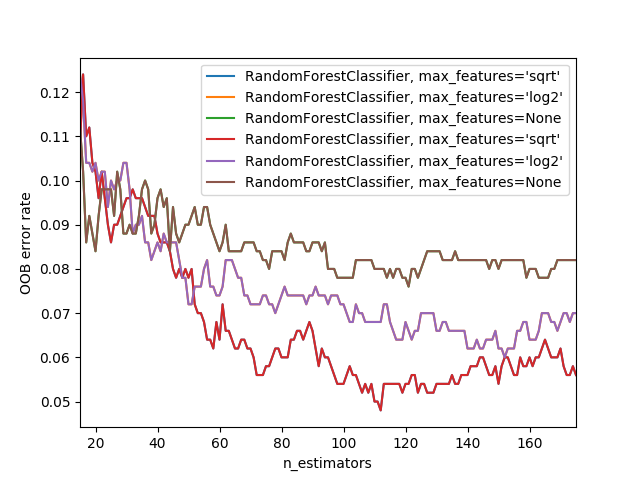 RandomForestClassifier, max_features='sqrt'
RandomForestClassifier, max_features='log2'
RandomForestClassifier, max_features=None
RandomForestClassifier, max_features='sqrt'
RandomForestClassifier, max_features='log2'
RandomForestClassifier, max_features=None
OOB error rate
0.12
0.11
0.10
0.09
0.08
0.07
0.06
0.05
20 40 60 80 100 120 140 160
n_estimators